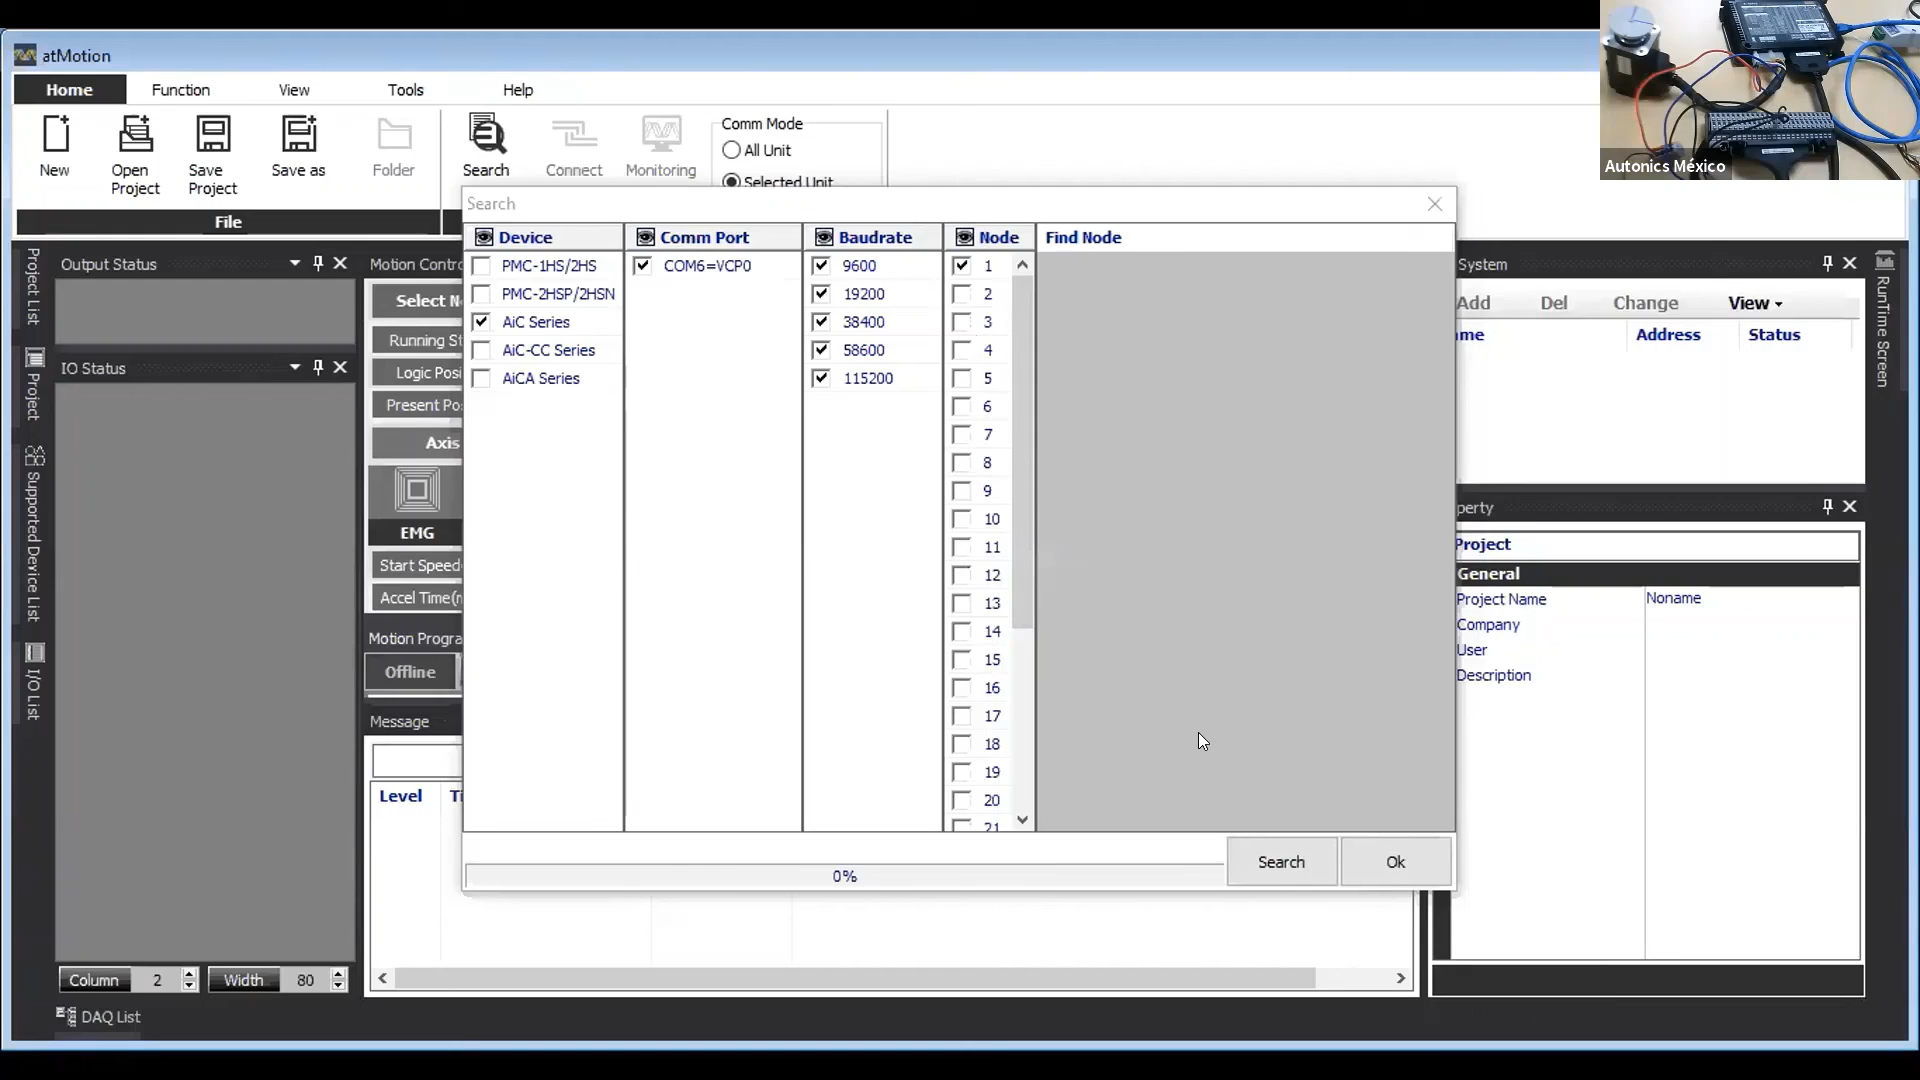 atMotion
Home Function View Tools Help
New
Open Project
Save Project
Save as
Folder
Search
Connect
Monitoring
Comm Mode
All Unit
Selected Unit
File
Autonics México
Search
Device Comm Port Baudrate Node Find Node
PMC-1HS/2HS COM6=VCP0 9600 1
PMC-2HSP/2HSN 19200 2
AiC Series 38400 3
AiC-CC Series 58600 4
AiCA Series 115200 5
6
7
8
9
10
11
12
13
14
15
16
17
18
19
20
21
0%
Search Ok
Project List
Project
Supported Device List
I/O List
Output Status
IO Status
Column 2 Width 80
DAQ List
Motion Contro
Select N
Running St
Logic Posi
Present Po
Axis
EMG
Start Speed
Accel Time(m
Motion Progra
Offline
Message
Level Ti
System
Add Del Change View
me Address Status
perty
Project
General
Project Name Noname
Company
User
Description
RunTime Screen